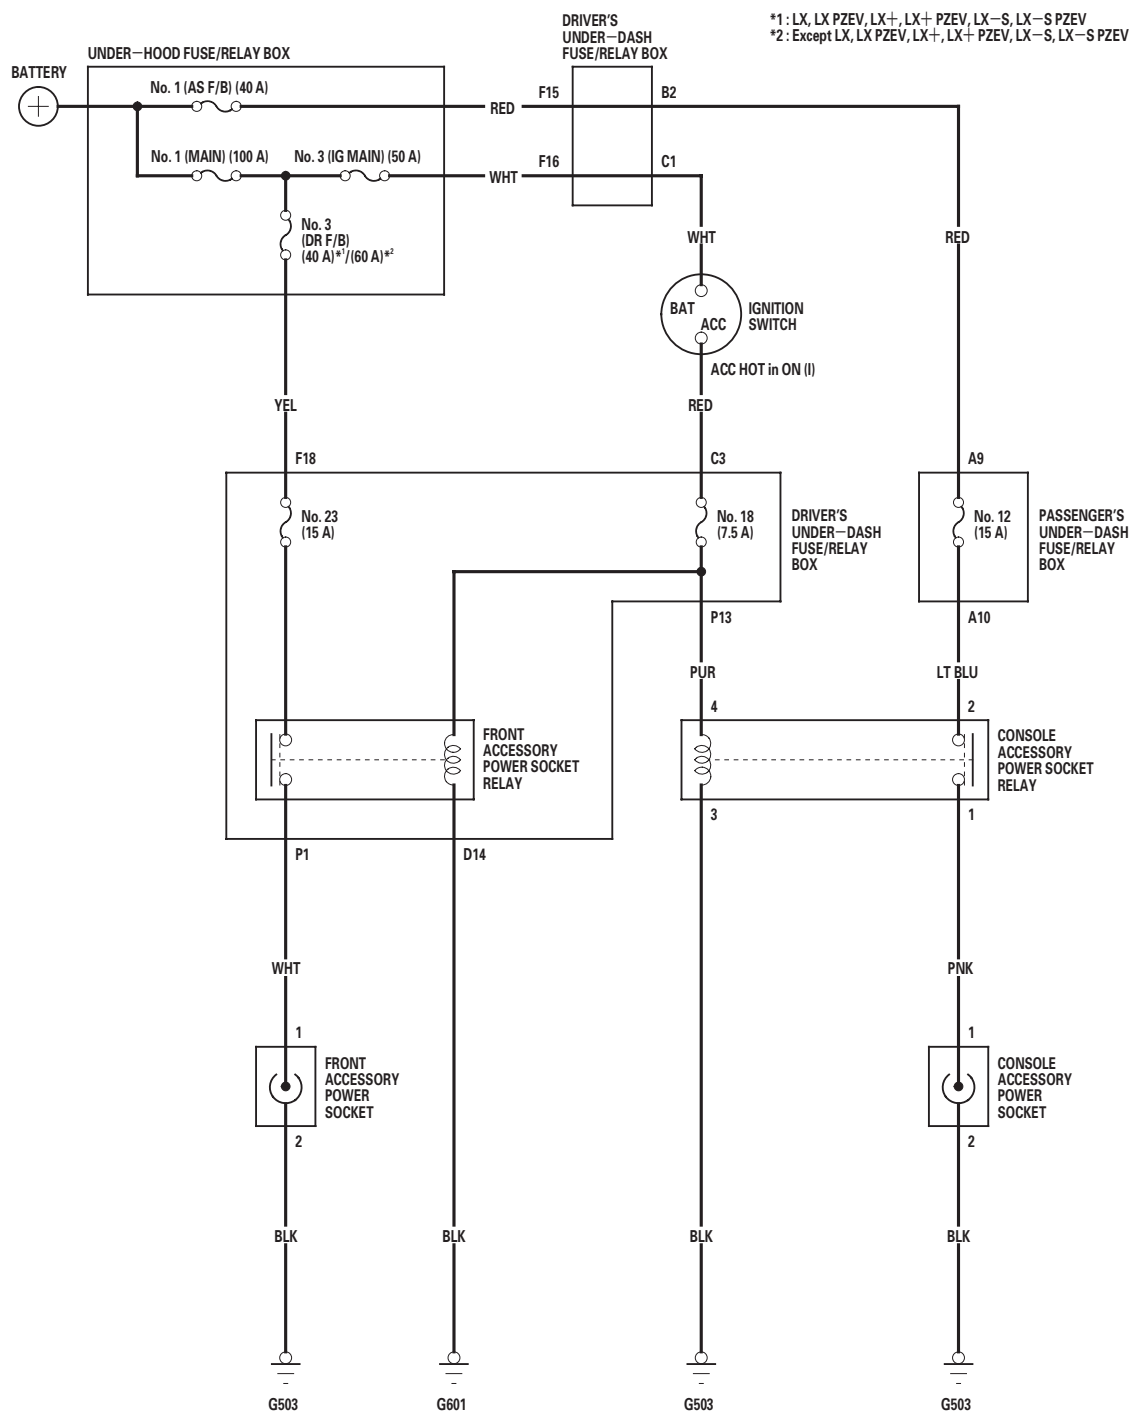 *1 : LX, LX PZEV, LX+, LX+ PZEV, LX−S, LX−S PZEV
*2 : Except LX, LX PZEV, LX+, LX+ PZEV, LX−S, LX−S PZEV
DRIVER'S
UNDER−DASH
FUSE/RELAY BOX
UNDER−HOOD FUSE/RELAY BOX
BATTERY
No. 1 (AS F/B) (40 A)
RED
F15
B2
No. 1 (MAIN) (100 A)
No. 3 (IG MAIN) (50 A)
WHT
F16
C1
No. 3
(DR F/B)
(40 A)*1/(60 A)*2
WHT
RED
BAT
ACC
IGNITION
SWITCH
ACC HOT in ON (I)
YEL
RED
F18
C3
A9
No. 23
(15 A)
No. 18
(7.5 A)
DRIVER'S
UNDER−DASH
FUSE/RELAY
BOX
No. 12
(15 A)
PASSENGER'S
UNDER−DASH
FUSE/RELAY
BOX
P13
A10
PUR
LT BLU
4
2
FRONT
ACCESSORY
POWER SOCKET
RELAY
CONSOLE
ACCESSORY
POWER SOCKET
RELAY
3
1
P1
D14
WHT
PNK
1
1
FRONT
ACCESSORY
POWER
SOCKET
CONSOLE
ACCESSORY
POWER
SOCKET
2
2
BLK
BLK
BLK
BLK
G503
G601
G503
G503